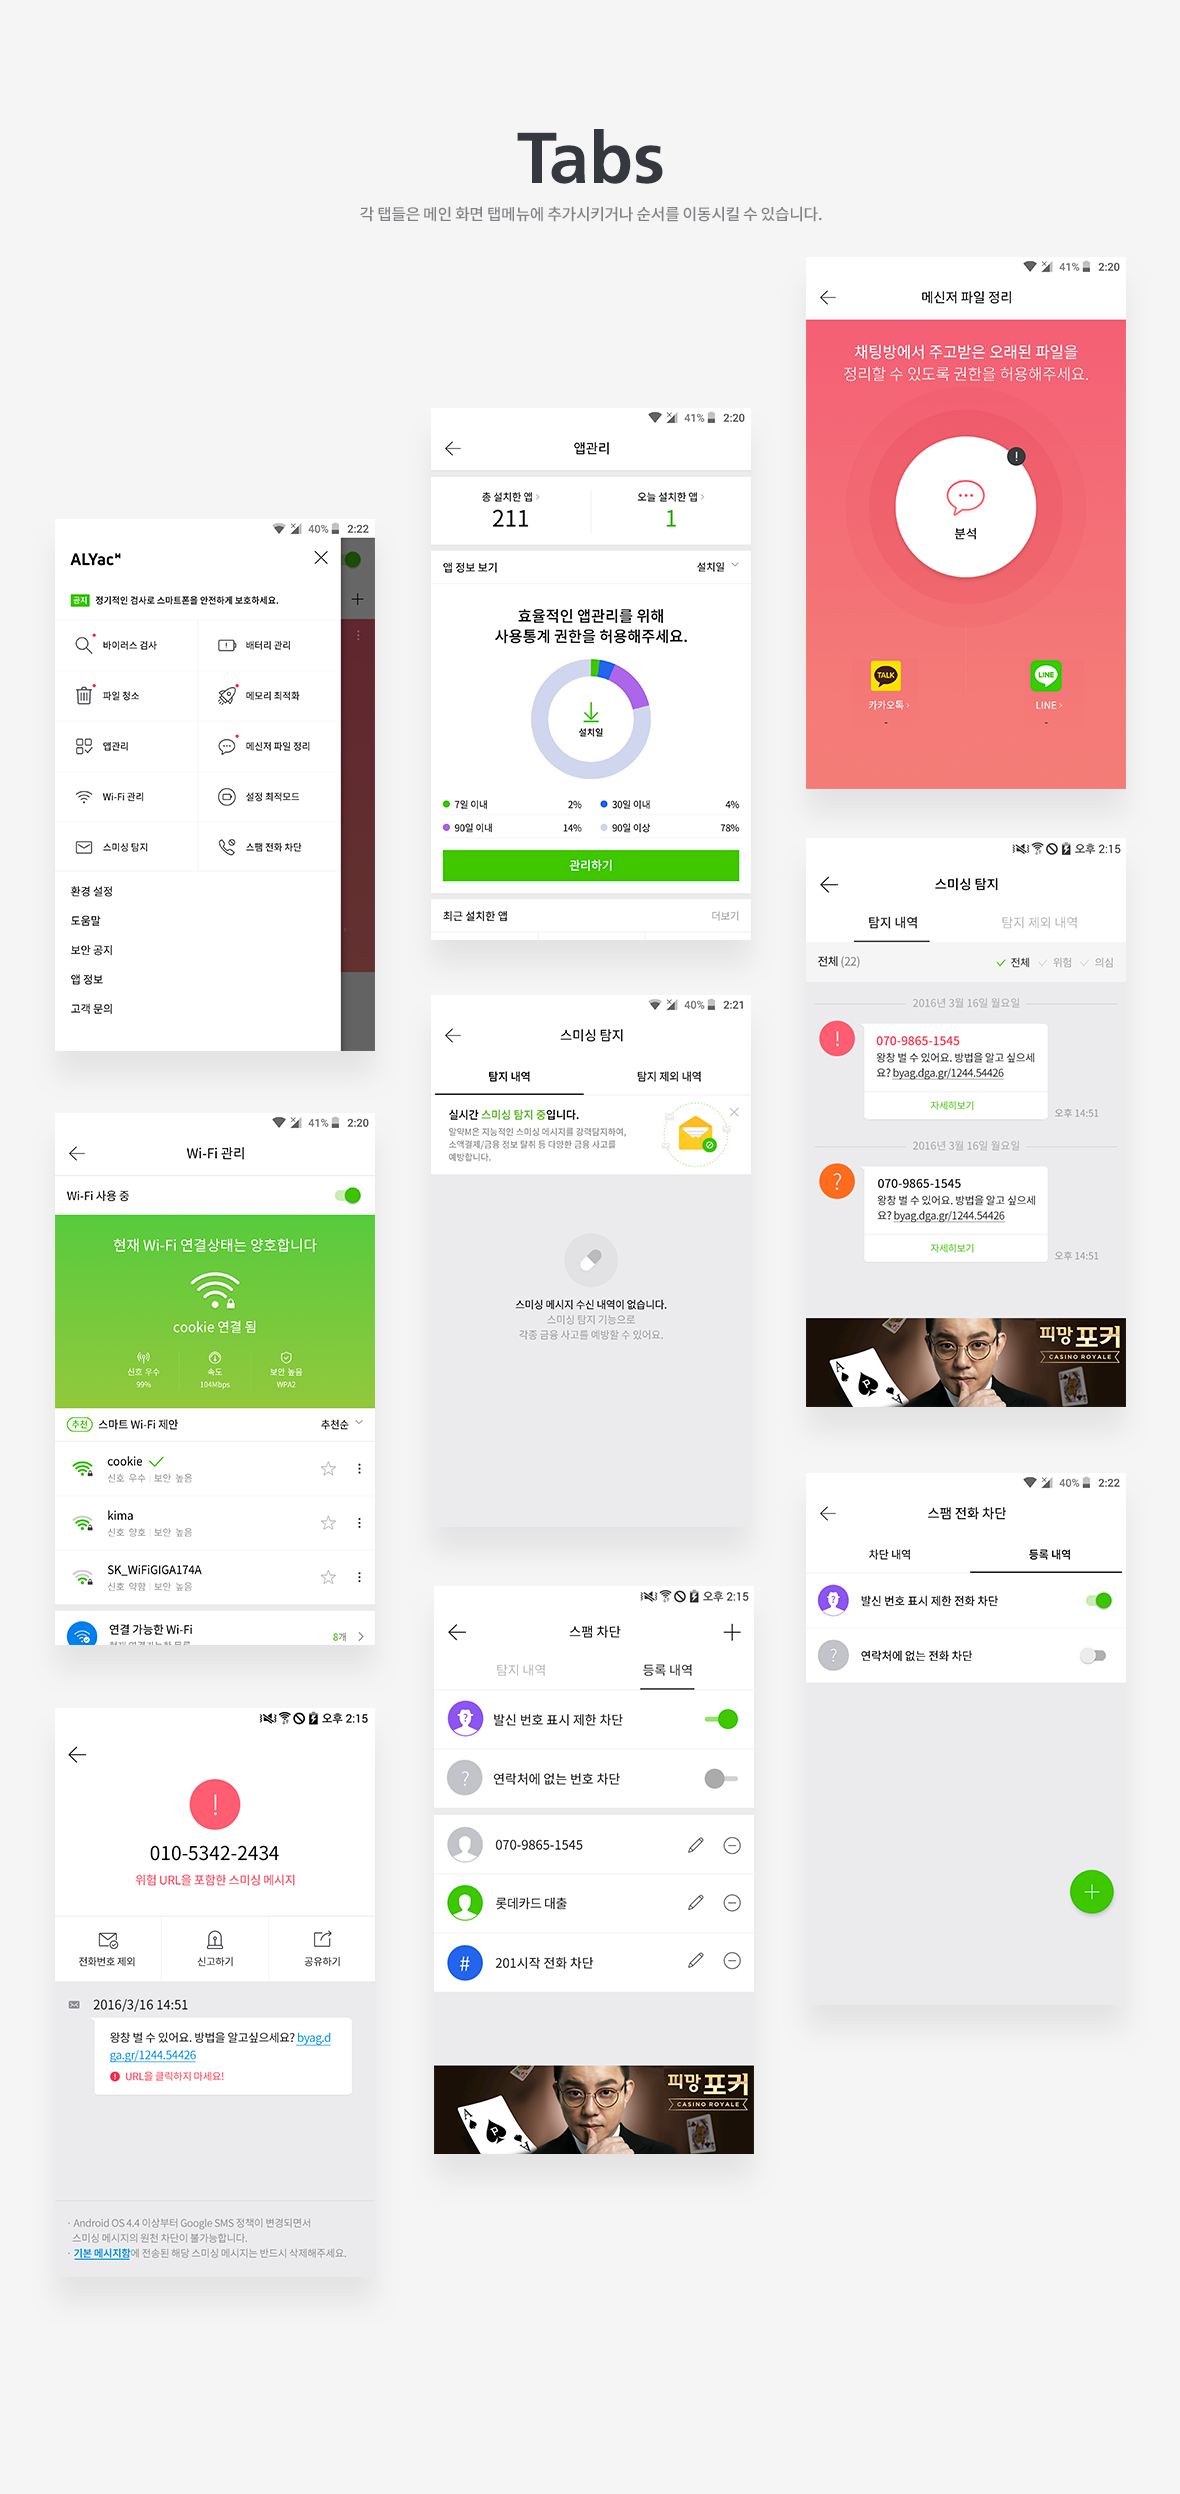 Tabs
각 탭들은 메인 화면 탭메뉴에 추가시키거나 순서를 이동시킬 수 있습니다.
40% 2:22
ALYac M
공지 정기적인 검사로 스마트폰을 안전하게 보호하세요.
바이러스 검사 배터리 관리
파일 청소 메모리 최적화
앱관리 메신저 파일 정리
Wi-Fi 관리 설정 최적모드
스미싱 탐지 스팸 전화 차단
환경 설정
도움말
보안 공지
앱 정보
고객 문의
41% 2:20
Wi-Fi 관리
Wi-Fi 사용 중
현재 Wi-Fi 연결상태는 양호합니다
cookie 연결 됨
신호 우수 속도 보안 높음
99% 104Mbps WPA2
추천 스마트 Wi-Fi 제안 추천순
cookie
신호 우수 보안 높음
kima
신호 양호 보안 높음
SK_WiFiGIGA174A
신호 약함 보안 높음
연결 가능한 Wi-Fi 8개
오후 2:15
!
010-5342-2434
위험 URL을 포함한 스미싱 메시지
전화번호 제외 신고하기 공유하기
2016/3/16 14:51
왕창 벌 수 있어요. 방법을 알고싶으세요? byag.d
ga.gr/1244.54426
! URL을 클릭하지 마세요!
· Android OS 4.4 이상부터 Google SMS 정책이 변경되면서
스미싱 메시지의 원천 차단이 불가능합니다.
· 기본 메시지함에 전송된 해당 스미싱 메시지는 반드시 삭제해주세요.
41% 2:20
앱관리
총 설치한 앱 오늘 설치한 앱
211 1
앱 정보 보기 설치일
효율적인 앱관리를 위해
사용통계 권한을 허용해주세요.
설치일
7일 이내 2% 30일 이내 4%
90일 이내 14% 90일 이상 78%
관리하기
최근 설치한 앱 더보기
40% 2:21
스미싱 탐지
탐지 내역 탐지 제외 내역
실시간 스미싱 탐지 중입니다.
알약M은 지능적인 스미싱 메시지를 강력탐지하여,
소액결제/금융 정보 탈취 등 다양한 금융 사고를
예방합니다.
스미싱 메시지 수신 내역이 없습니다.
스미싱 탐지 기능으로
각종 금융 사고를 예방할 수 있어요.
오후 2:15
스팸 차단
탐지 내역 등록 내역
발신 번호 표시 제한 차단
? 연락처에 없는 번호 차단
070-9865-1545
롯데카드 대출
# 201시작 전화 차단
A P A
피망 포커
CASINO ROYALE
41% 2:20
메신저 파일 정리
채팅방에서 주고받은 오래된 파일을
정리할 수 있도록 권한을 허용해주세요.
!
분석
TALK LINE
카카오톡 LINE
- -
오후 2:15
스미싱 탐지
탐지 내역 탐지 제외 내역
전체 (22) 전체 위험 의심
2016년 3월 16일 월요일
! 070-9865-1545
왕창 벌 수 있어요. 방법을 알고 싶으세
요? byag.dga.gr/1244.54426
자세히보기
오후 14:51
2016년 3월 16일 월요일
? 070-9865-1545
왕창 벌 수 있어요. 방법을 알고 싶으세
요? byag.dga.gr/1244.54426
자세히보기
오후 14:51
A P A
피망 포커
CASINO ROYALE
40% 2:22
스팸 전화 차단
차단 내역 등록 내역
발신 번호 표시 제한 전화 차단
? 연락처에 없는 전화 차단